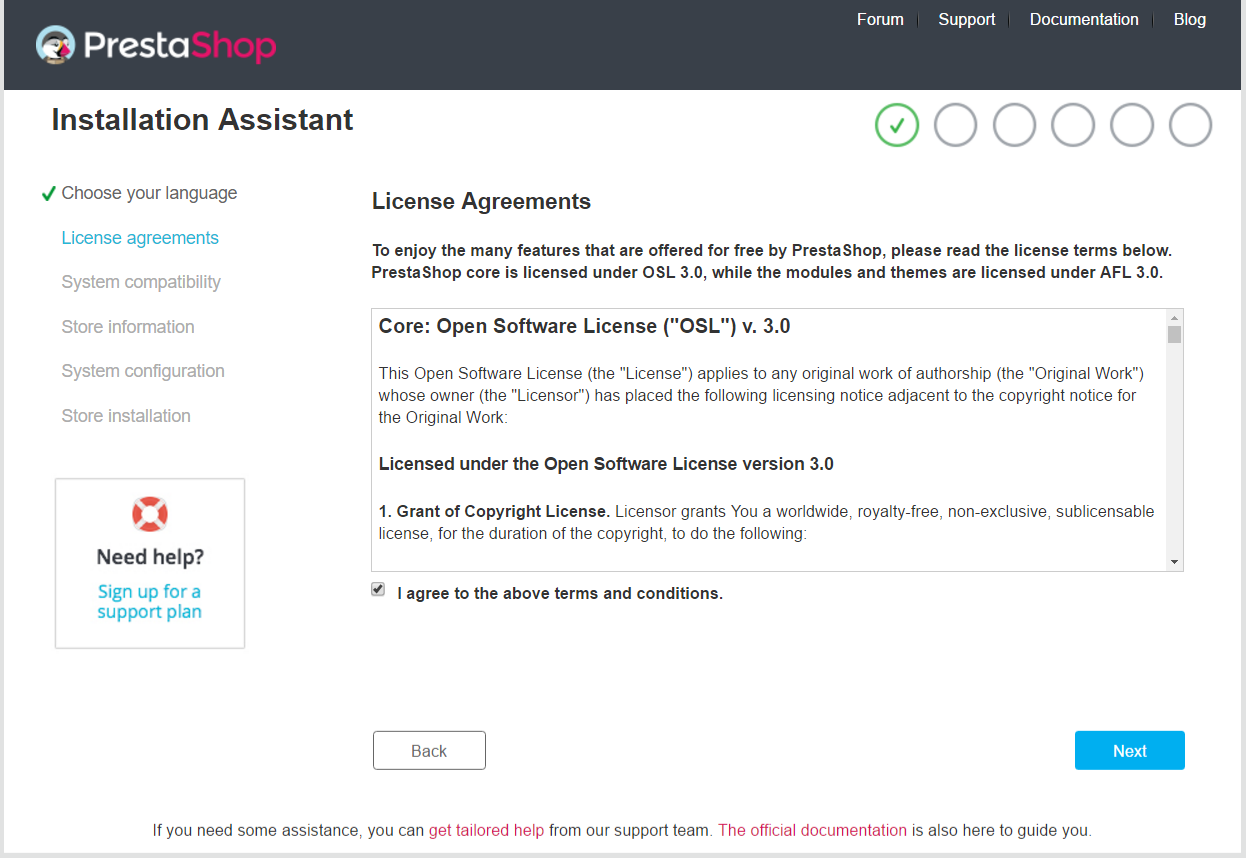 Forum
Support
Documentation
Blog
PrestaShop
Installation Assistant
Choose your language
License agreements
System compatibility
Store information
System configuration
Store installation
Need help?
Sign up for a
support plan
License Agreements
To enjoy the many features that are offered for free by PrestaShop, please read the license terms below.
PrestaShop core is licensed under OSL 3.0, while the modules and themes are licensed under AFL 3.0.
Core: Open Software License ("OSL") v. 3.0
This Open Software License (the "License") applies to any original work of authorship (the "Original Work")
whose owner (the "Licensor") has placed the following licensing notice adjacent to the copyright notice for
the Original Work:
Licensed under the Open Software License version 3.0
1. Grant of Copyright License. Licensor grants You a worldwide, royalty-free, non-exclusive, sublicensable
license, for the duration of the copyright, to do the following:
I agree to the above terms and conditions.
Back
Next
If you need some assistance, you can get tailored help from our support team. The official documentation is also here to guide you.